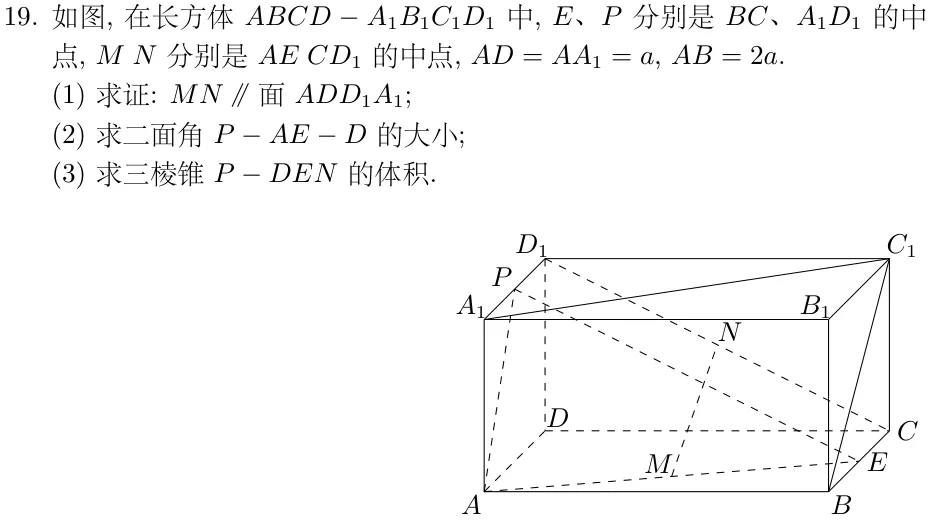 19. 如图, 在长方体 ABCD − A₁B₁C₁D₁ 中, E、P 分别是 BC、A₁D₁ 的中
点, M N 分别是 AE CD₁ 的中点, AD = AA₁ = a, AB = 2a.
(1) 求证: MN ∥ 面 ADD₁A₁;
(2) 求二面角 P − AE − D 的大小;
(3) 求三棱锥 P − DEN 的体积.
D₁
C₁
P
A₁
B₁
N
D
C
M
E
A
B